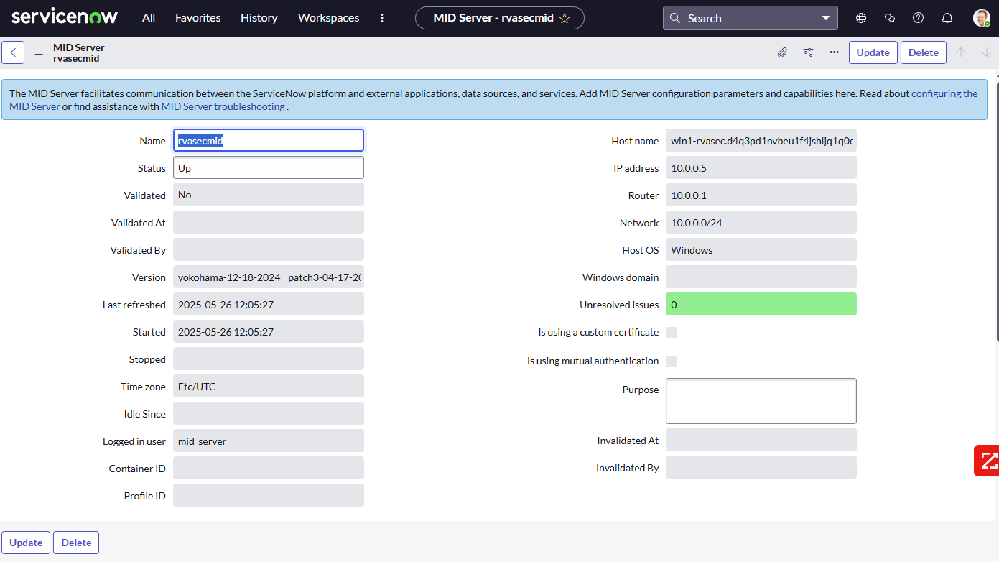 servicenow
All Favorites History Workspaces
MID Server - rvasecmid
Search
MID Server
rvasecmid
Update Delete
The MID Server facilitates communication between the ServiceNow platform and external applications, data sources, and services. Add MID Server configuration parameters and capabilities here. Read about configuring the
MID Server or find assistance with MID Server troubleshooting .
Name rvasecmid
Status Up
Validated No
Validated At
Validated By
Version yokohama-12-18-2024__patch3-04-17-20
Last refreshed 2025-05-26 12:05:27
Started 2025-05-26 12:05:27
Stopped
Time zone Etc/UTC
Idle Since
Logged in user mid_server
Container ID
Profile ID
Host name win1-rvasec.d4q3pd1nvbeu1f4jshljq1q0c
IP address 10.0.0.5
Router 10.0.0.1
Network 10.0.0.0/24
Host OS Windows
Windows domain
Unresolved issues 0
Is using a custom certificate
Is using mutual authentication
Purpose
Invalidated At
Invalidated By
Update Delete